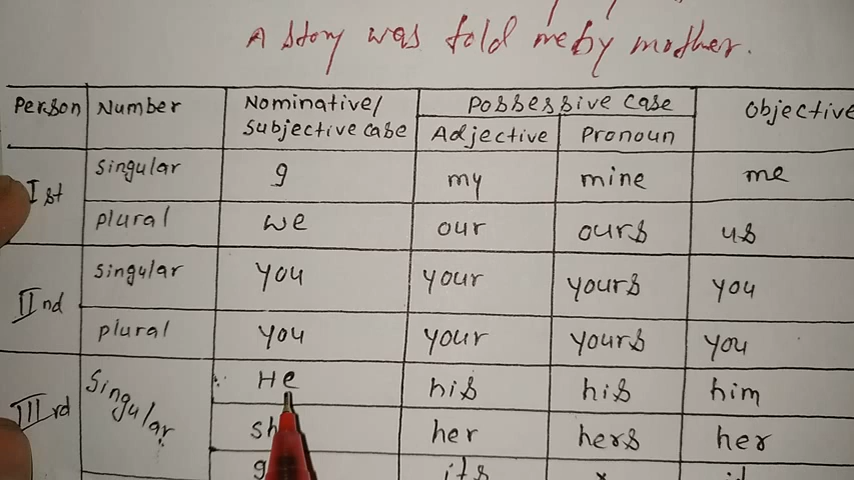 A story was told me by mother.
Person Number Nominative/ Subjective case Possessive case Objective
Adjective Pronoun
Ist singular I my mine me
plural we our ours us
IInd singular you your yours you
plural you your yours you
IIIrd Singular He his his him
her hers her
its x